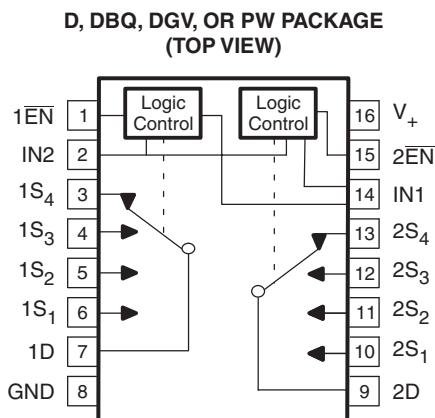 D, DBQ, DGV, OR PW PACKAGE
(TOP VIEW)
Logic
Control
Logic
Control
1E̅N̅ 1
IN2 2
1S₄ 3
1S₃ 4
1S₂ 5
1S₁ 6
1D 7
GND 8
16 V₊
15 2E̅N̅
14 IN1
13 2S₄
12 2S₃
11 2S₂
10 2S₁
9 2D